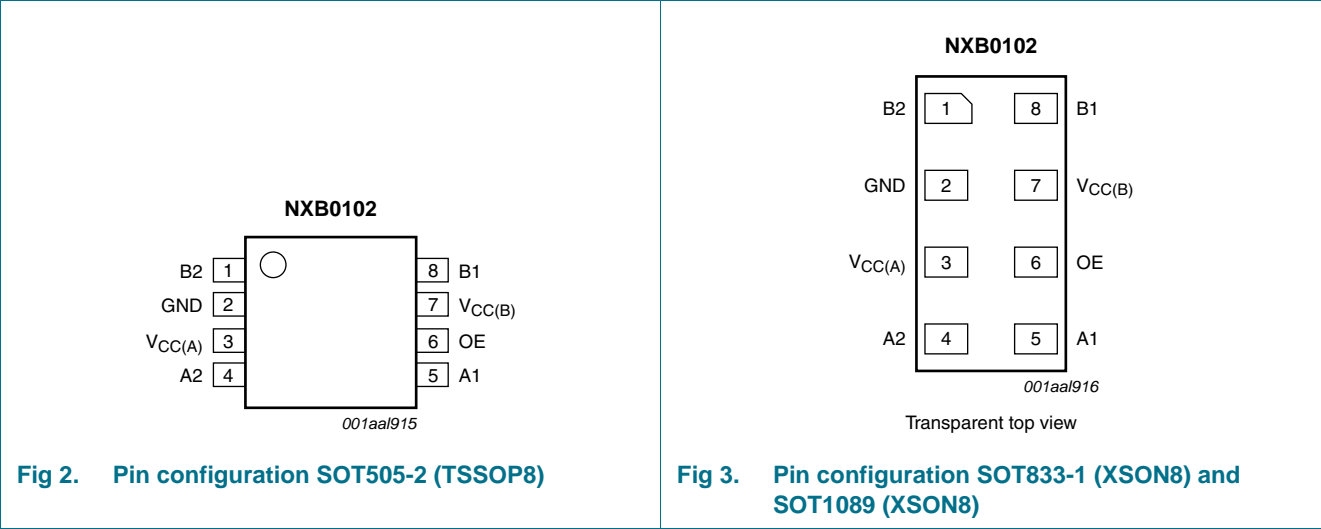 NXB0102
B2 1 8 B1
GND 2 7 VCC(B)
VCC(A) 3 6 OE
A2 4 5 A1
001aal915
Fig 2. Pin configuration SOT505-2 (TSSOP8)
NXB0102
B2 1 8 B1
GND 2 7 VCC(B)
VCC(A) 3 6 OE
A2 4 5 A1
001aal916
Transparent top view
Fig 3. Pin configuration SOT833-1 (XSON8) and
SOT1089 (XSON8)